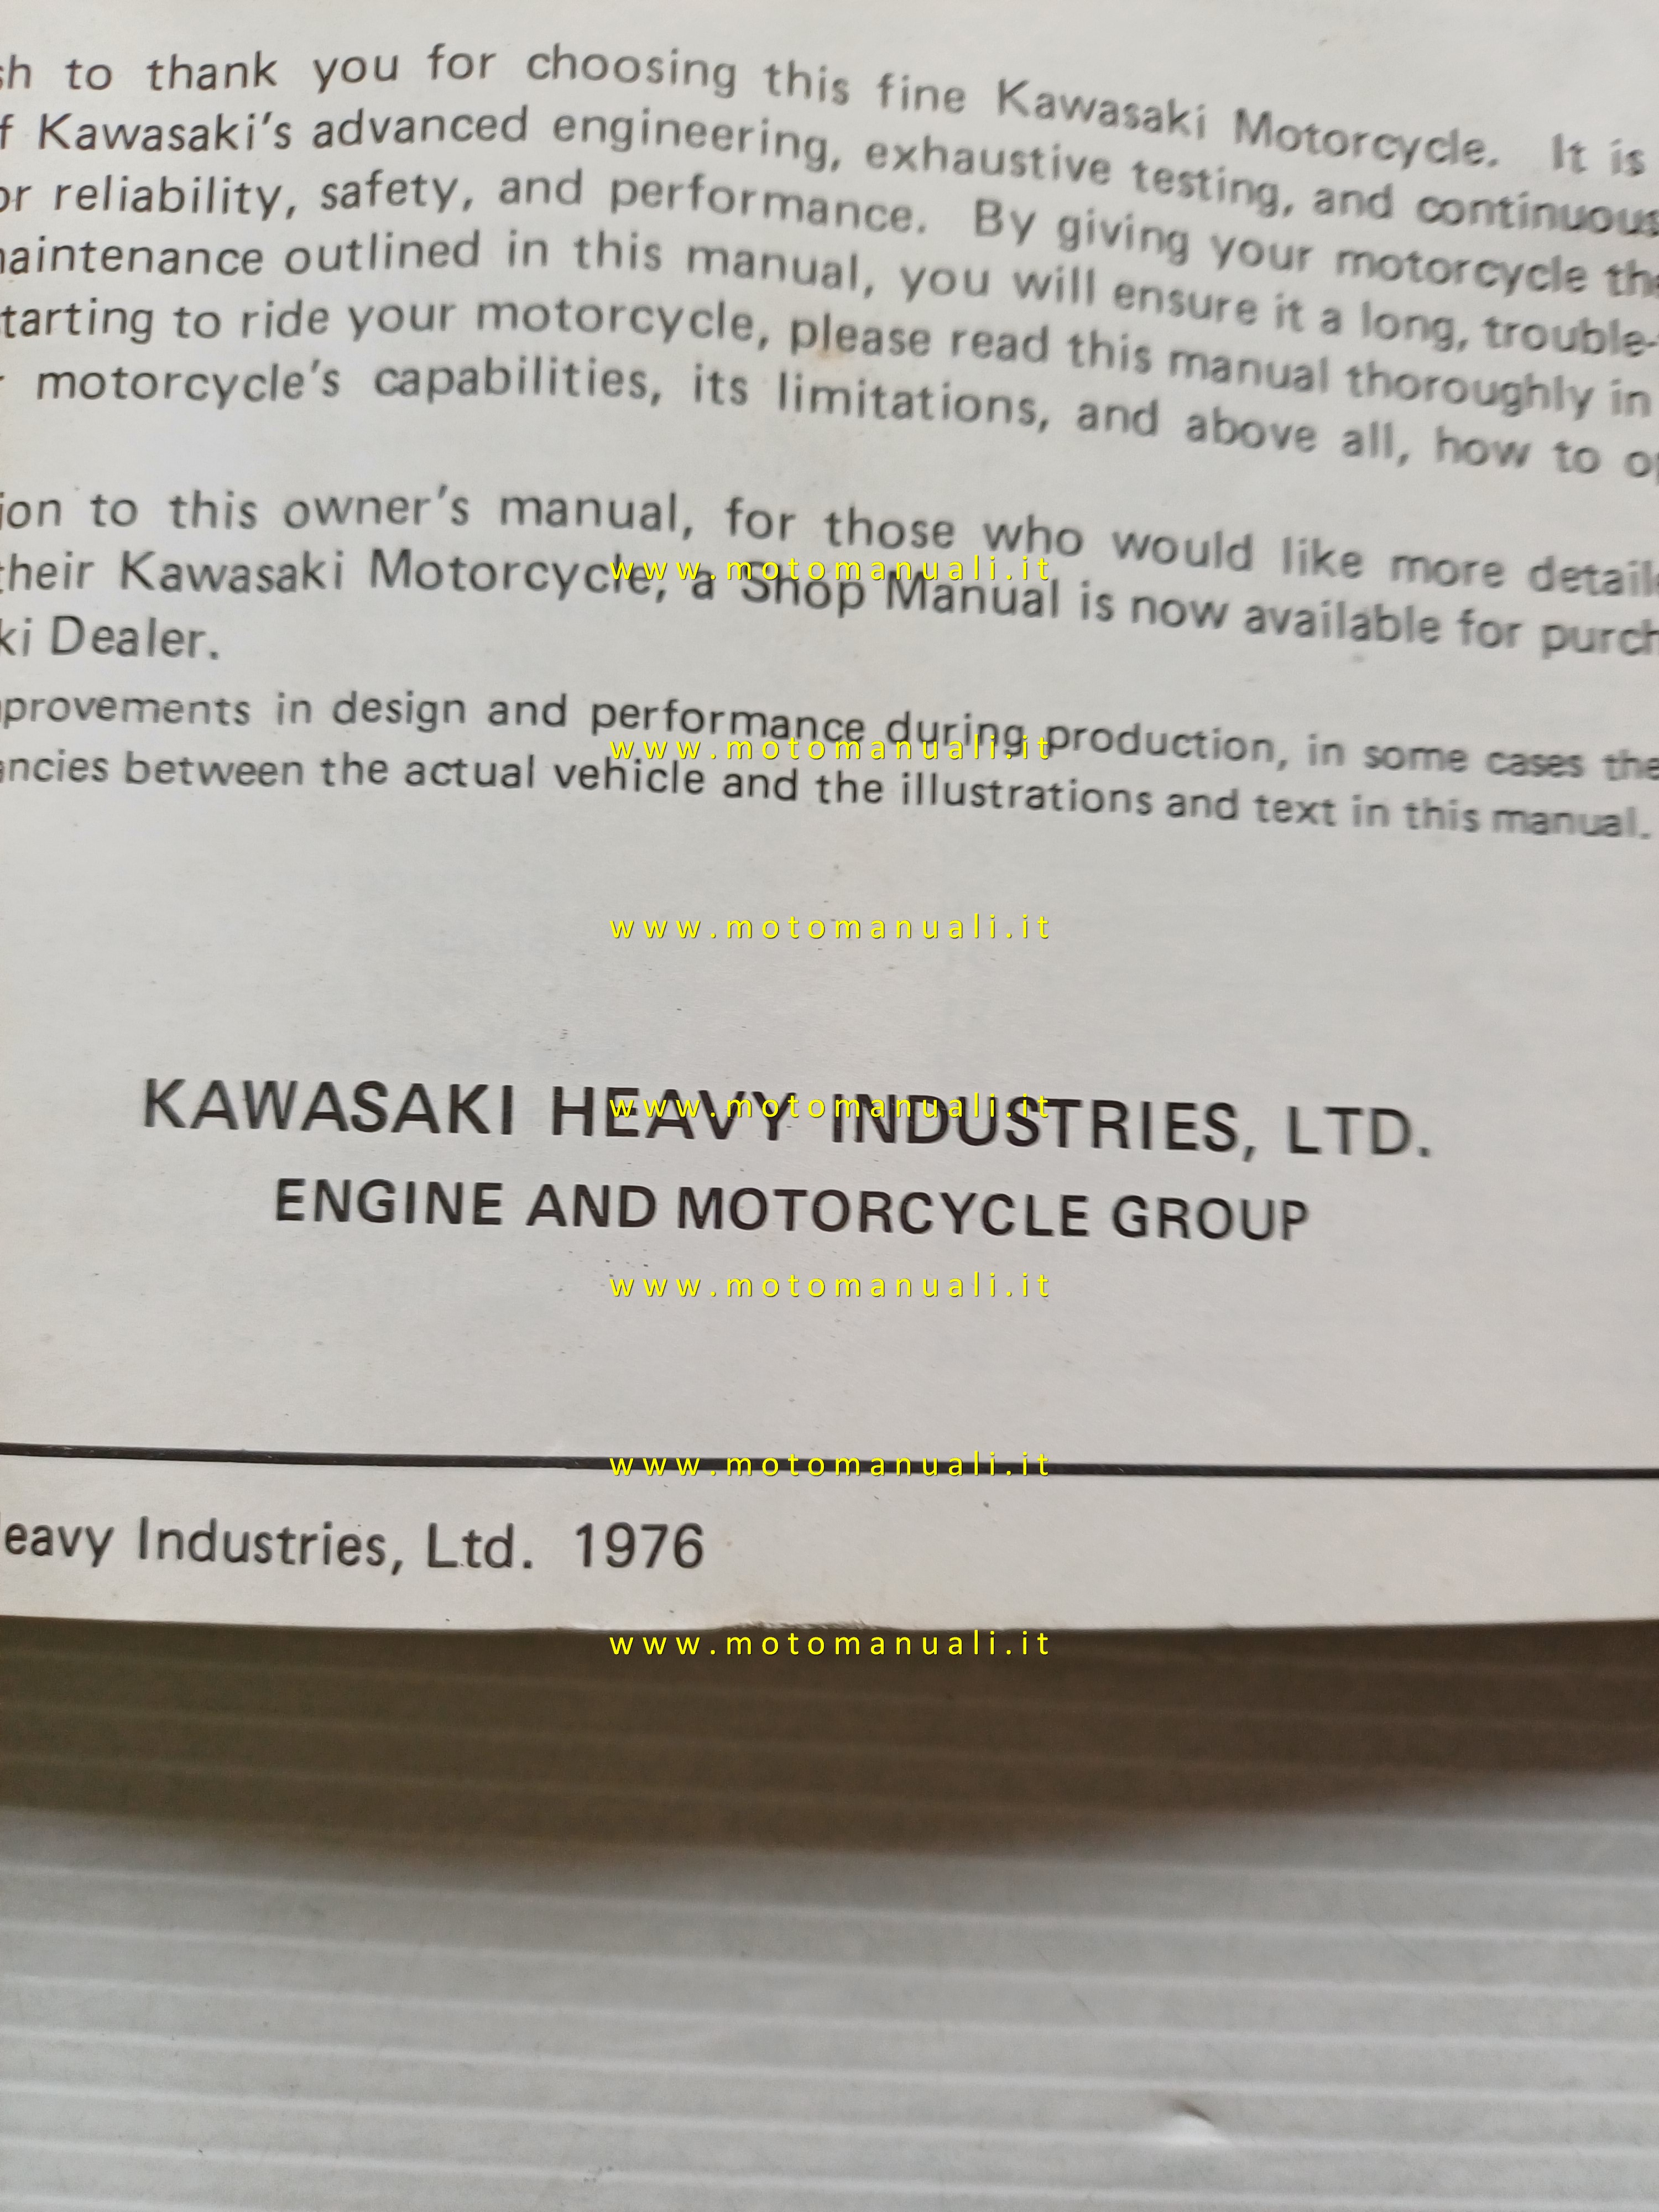 sh to thank you for choosing this fine Kawasaki Motorcycle. It is
f Kawasaki's advanced engineering, exhaustive testing, and continuous
or reliability, safety, and performance. By giving your motorcycle the
aintenance outlined in this manual, you will ensure it a long, trouble-
tarting to ride your motorcycle, please read this manual thoroughly in
r motorcycle's capabilities, its limitations, and above all, how to op
ion to this owner's manual, for those who would like more detail
www.motomanuali.it
their Kawasaki Motorcycle, a Shop Manual is now available for purch
ki Dealer.
provements in design and performance during production, in some cases the
www.motomanuali.it
ancies between the actual vehicle and the illustrations and text in this manual.
www.motomanuali.it
www.motomanuali.it
KAWASAKI HEAVY INDUSTRIES, LTD.
ENGINE AND MOTORCYCLE GROUP
www.motomanuali.it
www.motomanuali.it
eavy Industries, Ltd. 1976
www.motomanuali.it